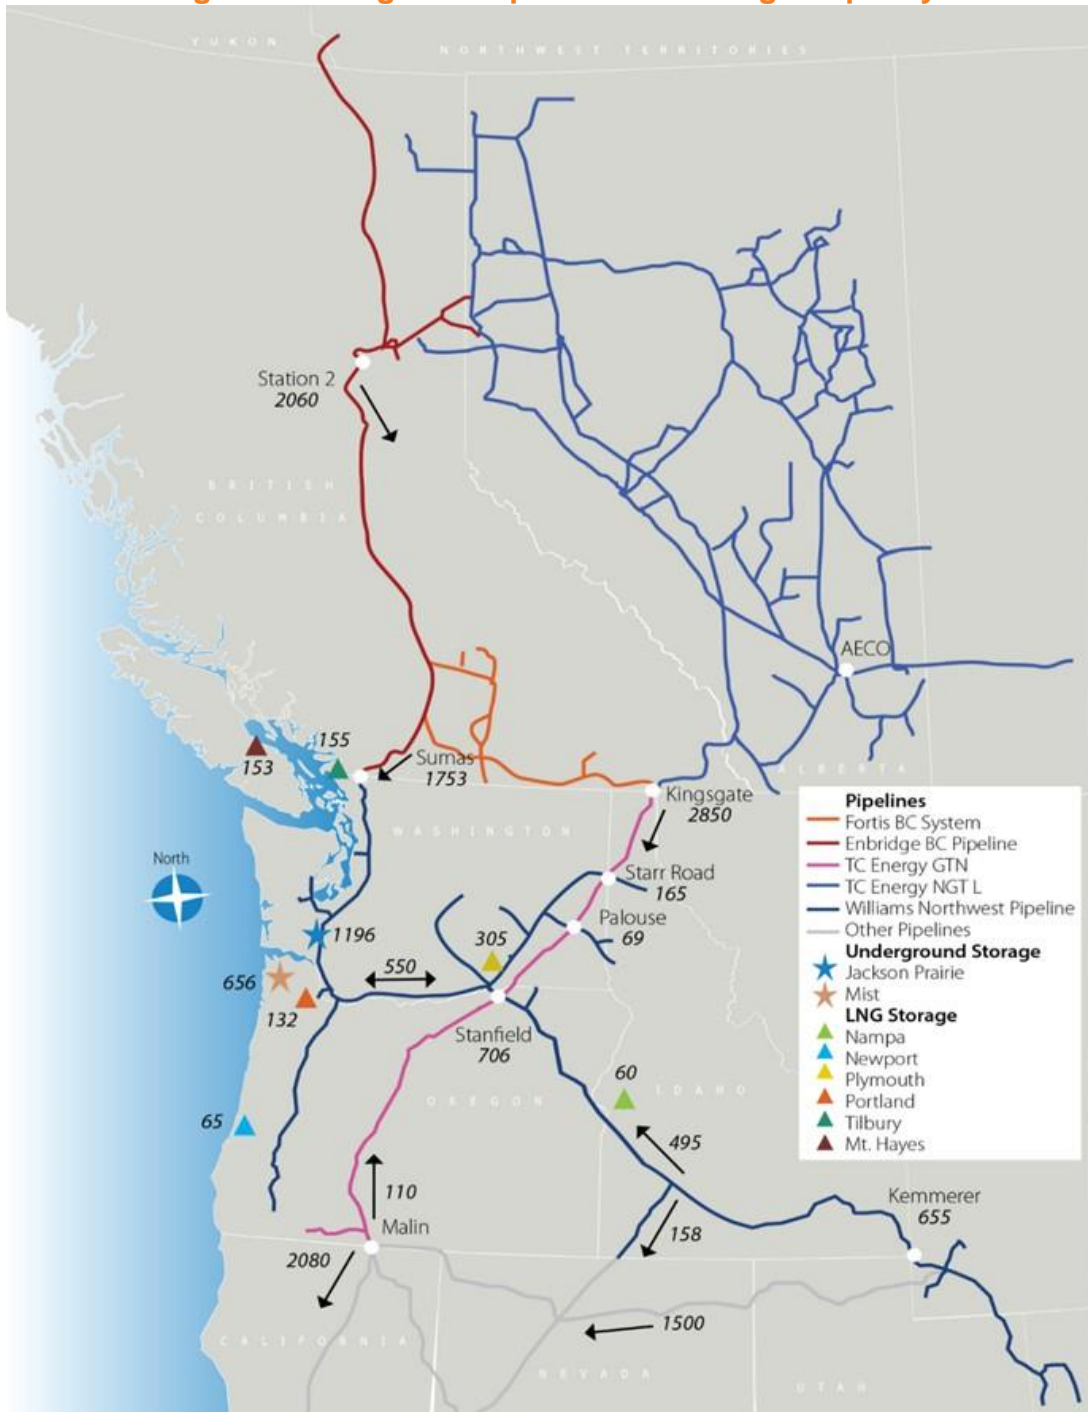 YUKON
NORTHWEST TERRITORIES
Station 2
2060
BRITISH
COLUMBIA
AECO
155
153
Sumas
1753
ALBERTA
Kingsgate
2850
WASHINGTON
North
Starr Road
165
Palouse
69
1196
305
550
656
132
Stanfield
706
60
IDAHO
OREGON
65
495
110
Kemmerer
655
Malin
158
2080
1500
CALIFORNIA
NEVADA
UTAH
Pipelines
Fortis BC System
Enbridge BC Pipeline
TC Energy GTN
TC Energy NGT L
Williams Northwest Pipeline
Other Pipelines
Underground Storage
Jackson Prairie
Mist
LNG Storage
Nampa
Newport
Plymouth
Portland
Tilbury
Mt. Hayes